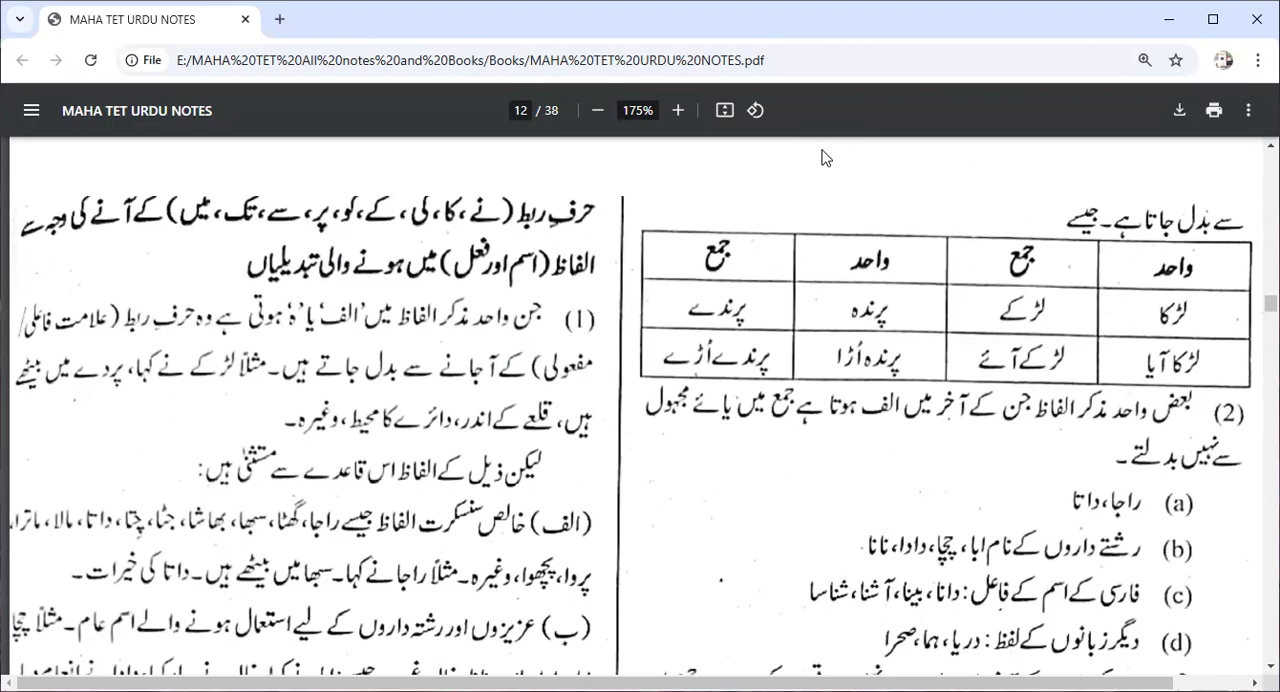 MAHA TET URDU NOTES
File
E:/MAHA%20TET%20All%20notes%20and%20Books/Books/MAHA%20TET%20URDU%20NOTES.pdf
MAHA TET URDU NOTES
12 / 38
175%
سے بدل جاتا ہے۔ جیسے
واحد جمع واحد جمع
لڑکا لڑکے پرندہ پرندے
لڑکا آیا لڑکے آئے پرندہ اُڑا پرندے اُڑے
(2) بعض واحد مذکر الفاظ جن کے آخر میں الف ہوتا ہے جمع میں یائے مجہول
سے نہیں بدلتے۔
(a) راجا، داتا
(b) رشتے داروں کے نام ابا، چچا، دادا، نانا
(c) فارسی کے اسم کے فاعل : دانا، بینا، آشنا، شناسا
(d) دیگر زبانوں کے لفظ : دریا، ہما، صحرا
حرفِ ربط (نے، کا، کی، کے، کو، پر، سے، تک، میں) کے آنے کی وجہ سے
الفاظ (اسم اور فعل) میں ہونے والی تبدیلیاں
(1) جن واحد مذکر الفاظ میں 'الف' یا 'ہ' ہوتی ہے وہ حرفِ ربط (علامت فاعلی/
مفعولی) کے آ جانے سے بدل جاتے ہیں۔ مثلاً لڑکے نے کہا، پردے میں بیٹھے
ہیں، قلعے کے اندر، دائرے کا محیط، وغیرہ۔
لیکن ذیل کے الفاظ اس قاعدے سے مستثنیٰ ہیں:
(الف) خالص سنسکرت الفاظ جیسے راجا، گھٹا، سبھا، بھاشا، جٹا، چتا، داتا، مالا، ماترا،
پروا، پچھوا، وغیرہ۔ مثلاً راجا نے کہا۔ سبھا میں بیٹھے ہیں۔ داتا کی خیرات۔
(ب) عزیزوں اور رشتہ داروں کے لیے استعمال ہونے والے اسم عام۔ مثلاً چچا